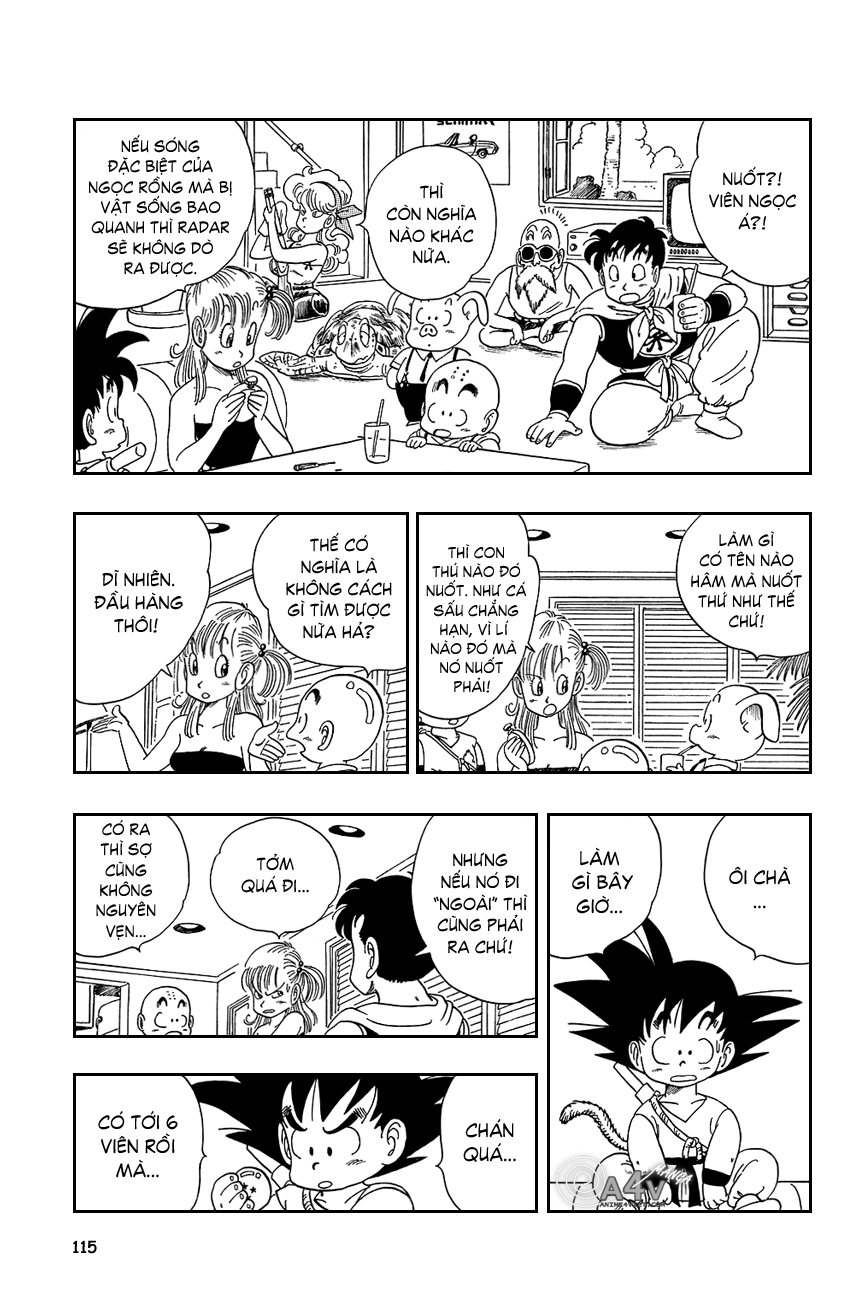 NUỐT?!
VIÊN NGỌC
Á?!
THÌ
CÒN NGHĨA
NÀO KHÁC
NỮA.
NẾU SÓNG
ĐẶC BIỆT CỦA
NGỌC RỒNG MÀ BỊ
VẬT SỐNG BAO
QUANH THÌ RADAR
SẼ KHÔNG DÒ
RA ĐƯỢC.
LÀM GÌ
CÓ TÊN NÀO
HÂM MÀ NUỐT
THỨ NHƯ THẾ
CHỨ!
THÌ CON
THÚ NÀO ĐÓ
NUỐT. NHƯ CÁ
SẤU CHẲNG
HẠN, VÌ LÍ
NÀO ĐÓ MÀ
NÓ NUỐT
PHẢI!
THẾ CÓ
NGHĨA LÀ
KHÔNG CÁCH
GÌ TÌM ĐƯỢC
NỮA HẢ?
DĨ NHIÊN.
ĐẦU HÀNG
THÔI!
ÔI CHÀ
...
LÀM
GÌ BÂY
GIỜ...
NHƯNG
NẾU NÓ ĐI
“NGOÀI” THÌ
CŨNG PHẢI
RA CHỨ!
TỞM
QUÁ ĐI...
CÓ RA
THÌ SỢ
CŨNG
KHÔNG
NGUYÊN
VẸN...
CHÁN
QUÁ...
CÓ TỚI 6
VIÊN RỒI
MÀ...
A4V
115